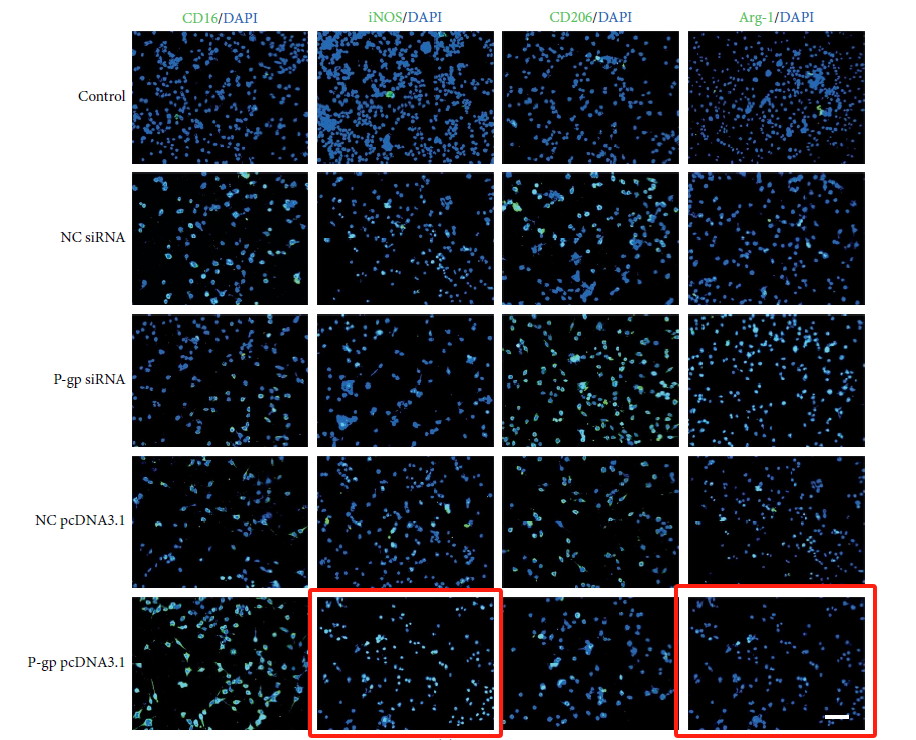 CD16/DAPI
iNOS/DAPI
CD206/DAPI
Arg-1/DAPI
Control
NC siRNA
P-gp siRNA
NC pcDNA3.1
P-gp pcDNA3.1